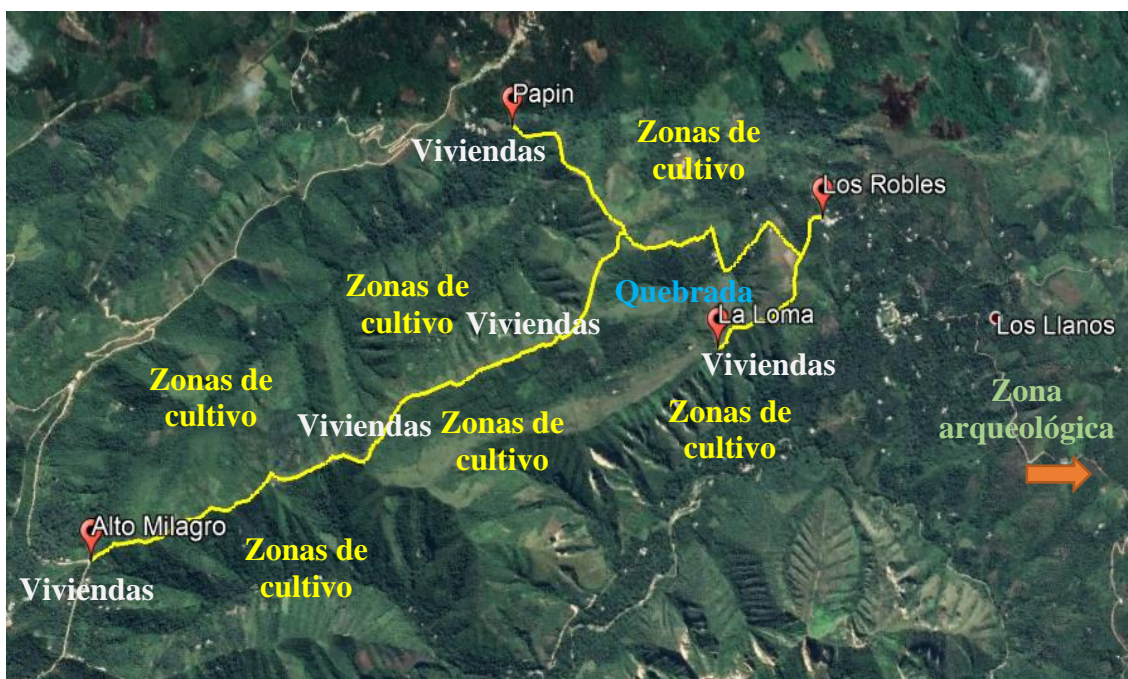 Papin
Viviendas
Zonas de
cultivo
Los Robles
Zonas de
cultivo
Quebrada
Viviendas
La Loma
Viviendas
Los Llanos
Zonas de
cultivo
Viviendas
Zonas de
cultivo
Zonas de
cultivo
Zona
arqueológica
Alto Milagro
Viviendas
Zonas de
cultivo